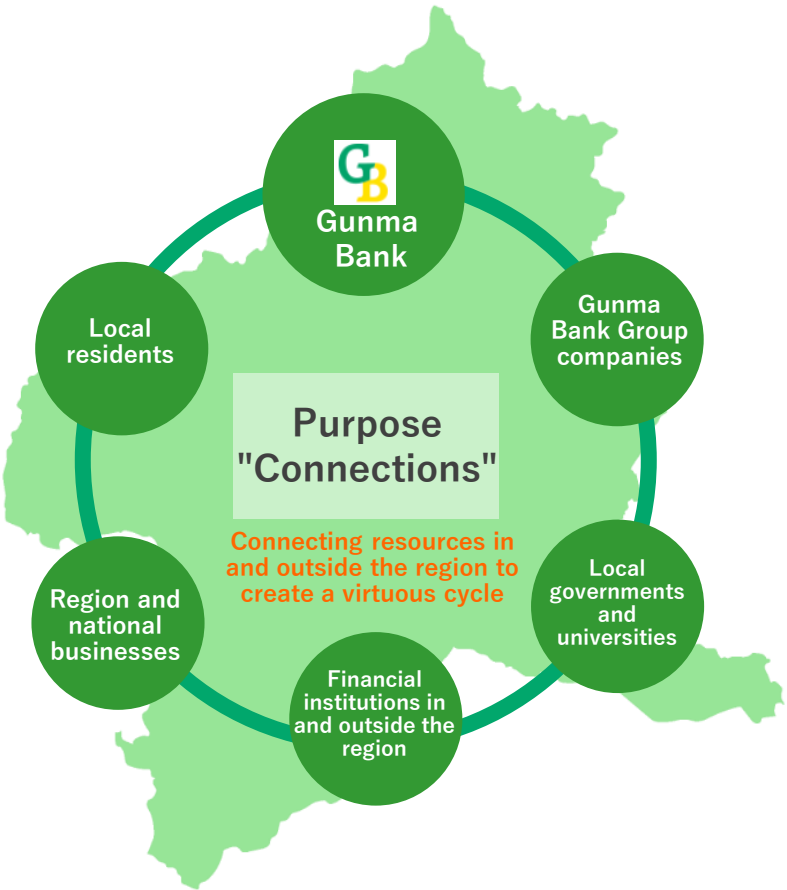 GB
Gunma
Bank
Gunma
Bank Group
companies
Local
residents
Purpose
"Connections"
Connecting resources in
and outside the region to
create a virtuous cycle
Local
governments
and
universities
Region and
national
businesses
Financial
institutions in
and outside the
region